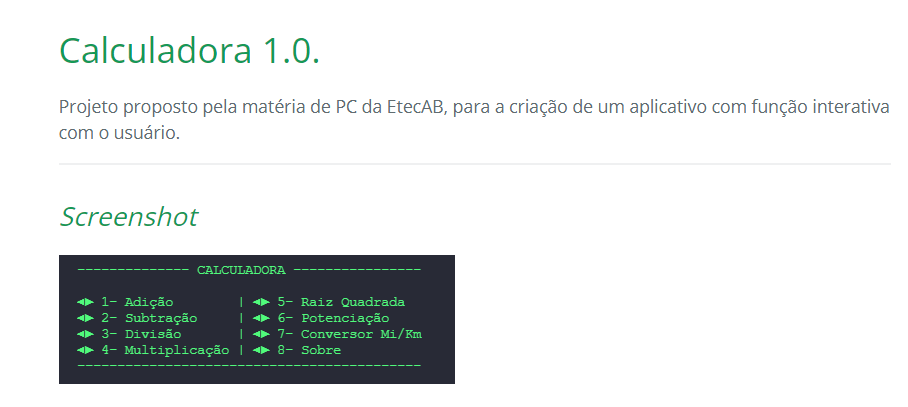 Calculadora 1.0.
Projeto proposto pela matéria de PC da EtecAB, para a criação de um aplicativo com função interativa
com o usuário.
Screenshot
-------------- CALCULADORA ----------------
◄► 1- Adição        | ◄► 5- Raiz Quadrada
◄► 2- Subtração     | ◄► 6- Potenciação
◄► 3- Divisão       | ◄► 7- Conversor Mi/Km
◄► 4- Multiplicação | ◄► 8- Sobre
-------------------------------------------